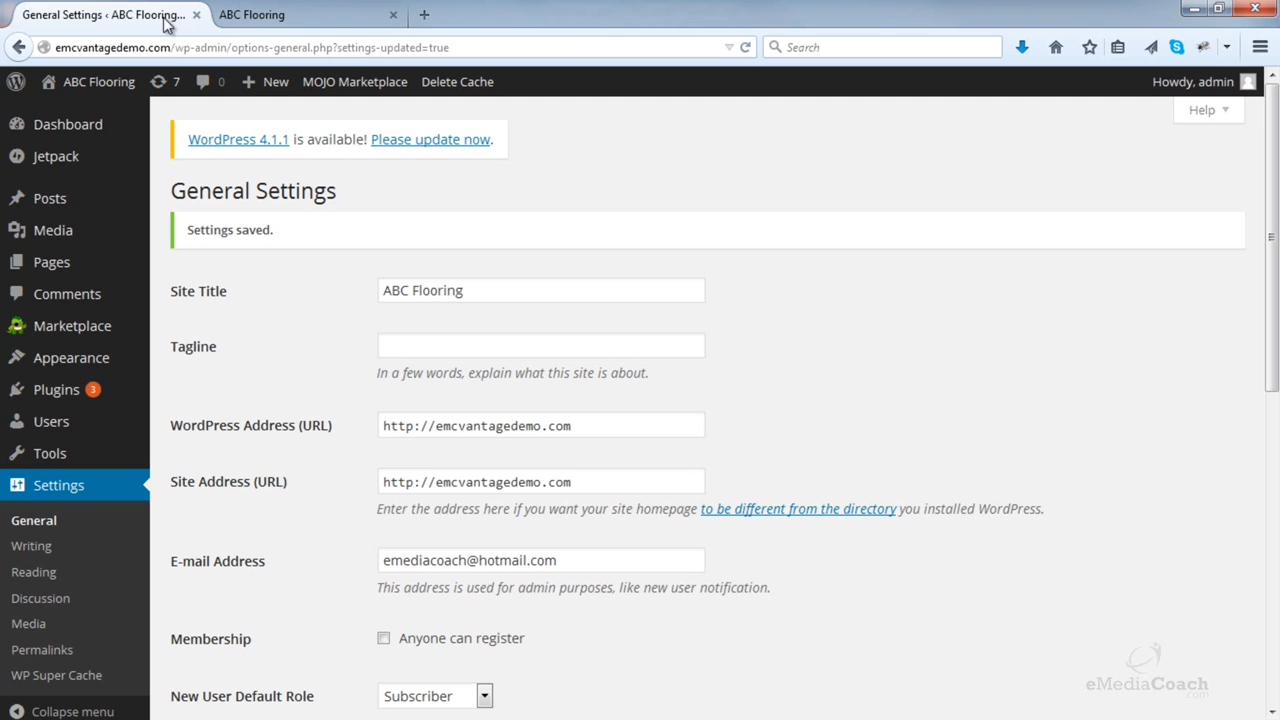 General Settings ‹ ABC Flooring...
ABC Flooring
emcvantagedemo.com/wp-admin/options-general.php?settings-updated=true
Search
ABC Flooring
7
0
New
MOJO Marketplace
Delete Cache
Howdy, admin
Help
Dashboard
Jetpack
Posts
Media
Pages
Comments
Marketplace
Appearance
Plugins 3
Users
Tools
Settings
General
Writing
Reading
Discussion
Media
Permalinks
WP Super Cache
Collapse menu
WordPress 4.1.1 is available! Please update now.
General Settings
Settings saved.
Site Title
ABC Flooring
Tagline
In a few words, explain what this site is about.
WordPress Address (URL)
http://emcvantagedemo.com
Site Address (URL)
http://emcvantagedemo.com
Enter the address here if you want your site homepage to be different from the directory you installed WordPress.
E-mail Address
emediacoach@hotmail.com
This address is used for admin purposes, like new user notification.
Membership
Anyone can register
New User Default Role
Subscriber
eMediaCoach
.com